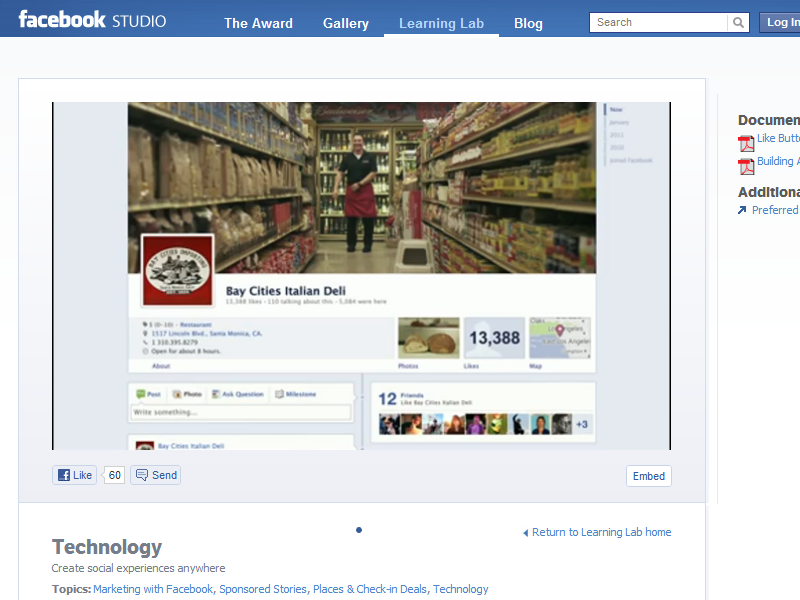 facebook STUDIO
The Award
Gallery
Learning Lab
Blog
Search
Log In
Now
January
2011
2010
Joined Facebook
BAY CITIES IMPORTING
Bay Cities Italian Deli
13,388 likes · 110 talking about this · 5,084 were here
$ (0-10) · Restaurant
1517 Lincoln Blvd., Santa Monica, CA.
1 310.395.8279
Open for about 8 hours.
About
13,388
Photos
Likes
Map
Post
Photo
Ask Question
Milestone
Write something...
12 Friends
Like Bay Cities Italian Deli
+3
Bay Cities Italian Deli
Like
60
Send
Embed
Return to Learning Lab home
Technology
Create social experiences anywhere
Topics: Marketing with Facebook, Sponsored Stories, Places & Check-in Deals, Technology
Documen
Like Butto
Building A
Additiona
Preferred